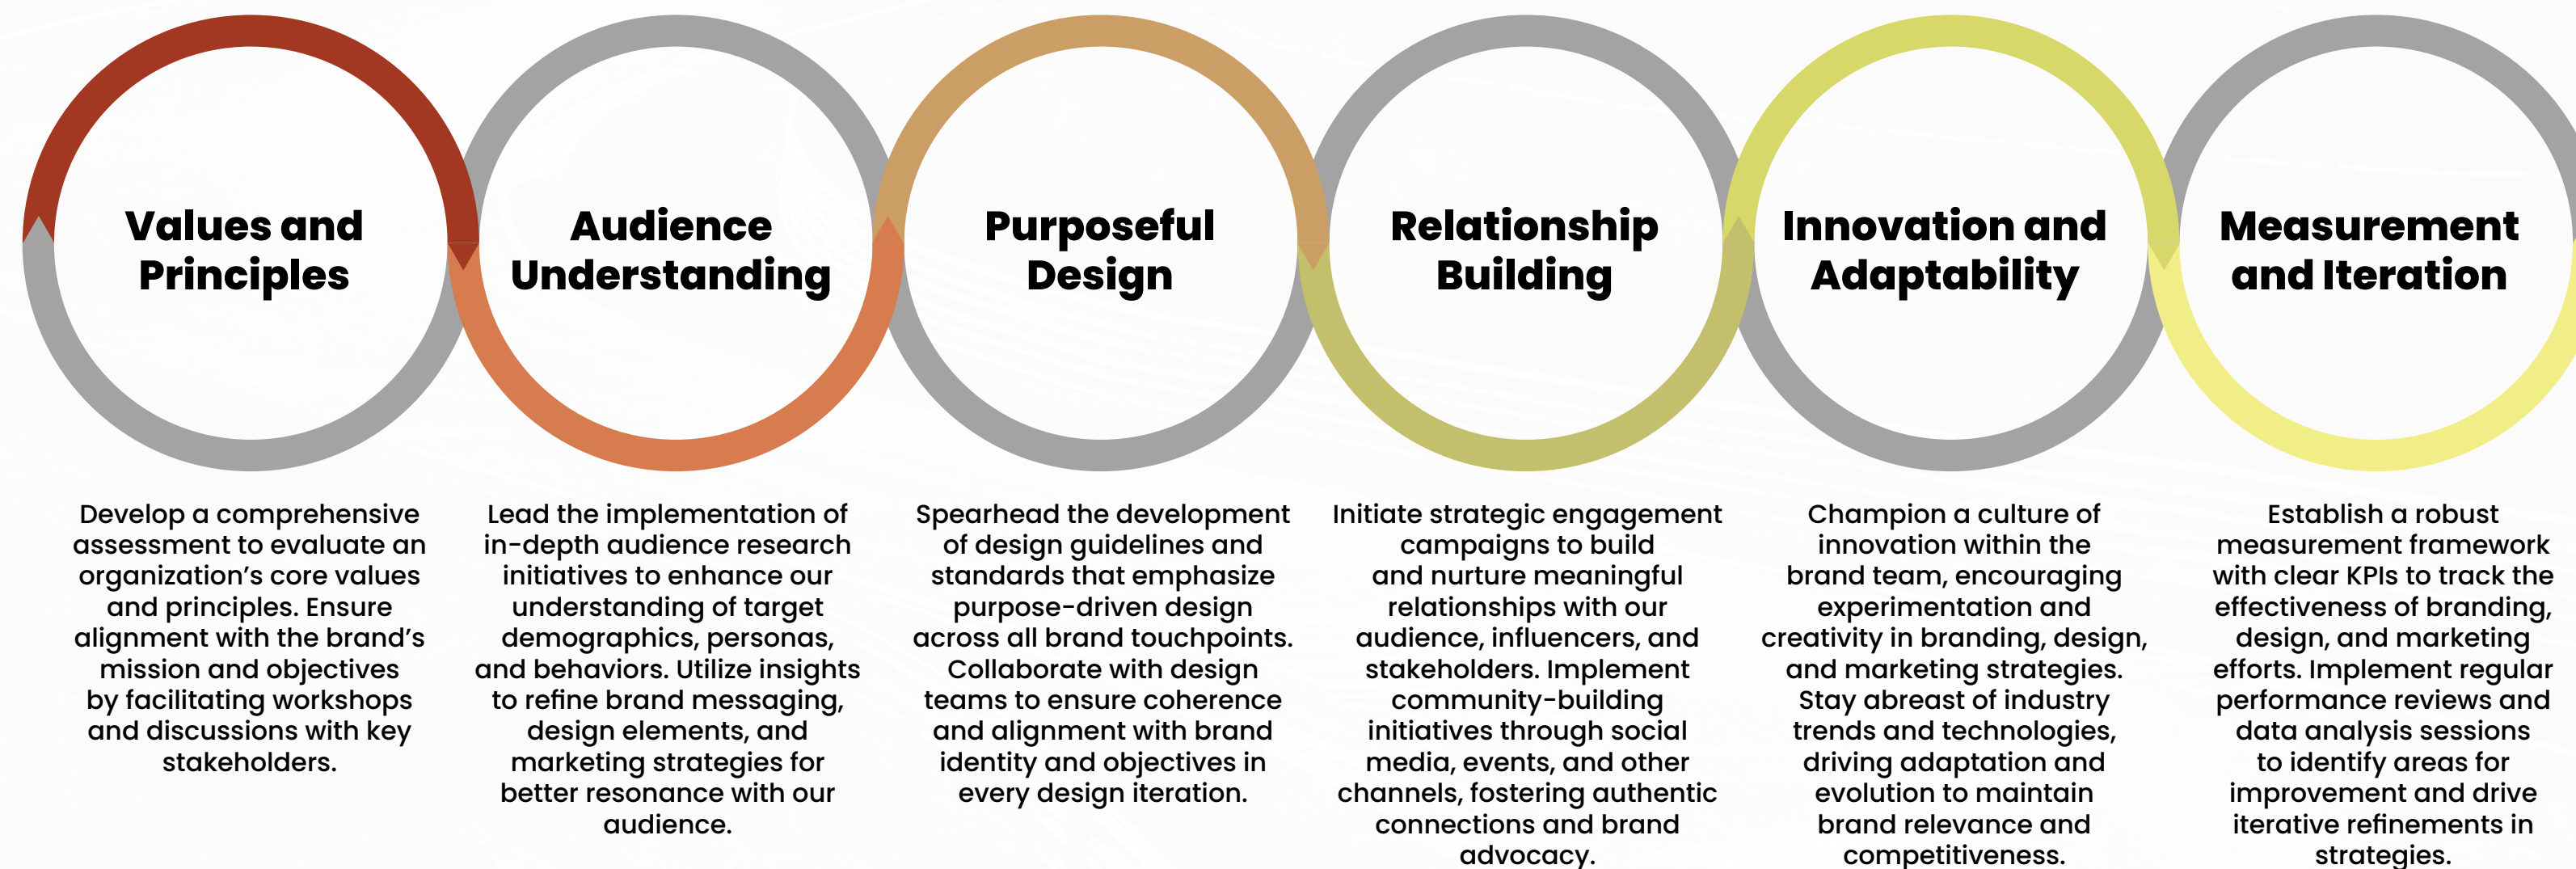 Values and
Principles
Develop a comprehensive
assessment to evaluate an
organization’s core values
and principles. Ensure
alignment with the brand’s
mission and objectives
by facilitating workshops
and discussions with key
stakeholders.
Audience
Understanding
Lead the implementation of
in-depth audience research
initiatives to enhance our
understanding of target
demographics, personas,
and behaviors. Utilize insights
to refine brand messaging,
design elements, and
marketing strategies for
better resonance with our
audience.
Purposeful
Design
Spearhead the development
of design guidelines and
standards that emphasize
purpose-driven design
across all brand touchpoints.
Collaborate with design
teams to ensure coherence
and alignment with brand
identity and objectives in
every design iteration.
Relationship
Building
Initiate strategic engagement
campaigns to build
and nurture meaningful
relationships with our
audience, influencers, and
stakeholders. Implement
community-building
initiatives through social
media, events, and other
channels, fostering authentic
connections and brand
advocacy.
Innovation and
Adaptability
Champion a culture of
innovation within the
brand team, encouraging
experimentation and
creativity in branding, design,
and marketing strategies.
Stay abreast of industry
trends and technologies,
driving adaptation and
evolution to maintain
brand relevance and
competitiveness.
Measurement
and Iteration
Establish a robust
measurement framework
with clear KPIs to track the
effectiveness of branding,
design, and marketing
efforts. Implement regular
performance reviews and
data analysis sessions
to identify areas for
improvement and drive
iterative refinements in
strategies.